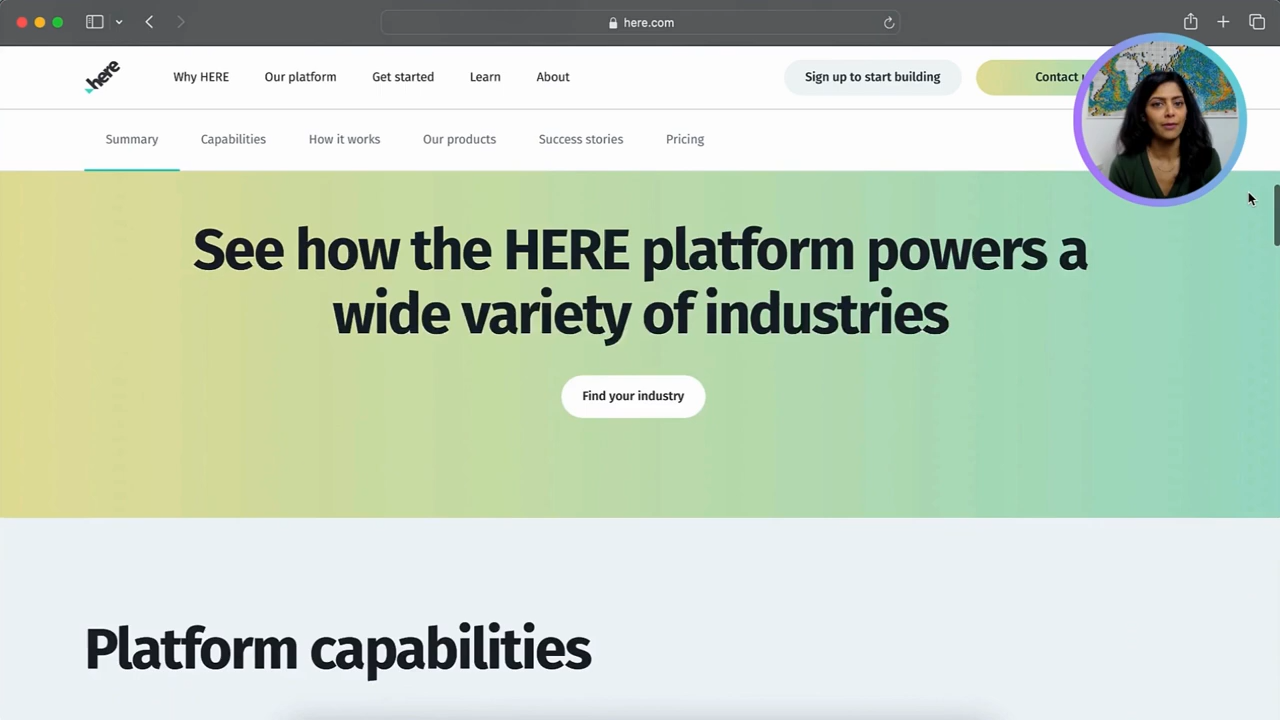 here.com
here
Why HERE
Our platform
Get started
Learn
About
Sign up to start building
Contact
Summary
Capabilities
How it works
Our products
Success stories
Pricing
See how the HERE platform powers a
wide variety of industries
Find your industry
Platform capabilities